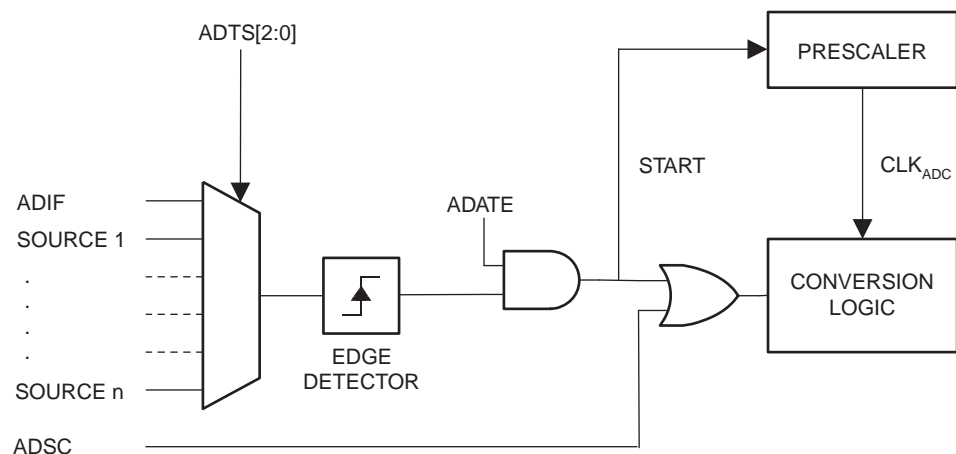 ADTS[2:0]
PRESCALER
START
CLKADC
ADIF
ADATE
SOURCE 1
.
.
.
.
CONVERSION
LOGIC
EDGE
DETECTOR
SOURCE n
ADSC